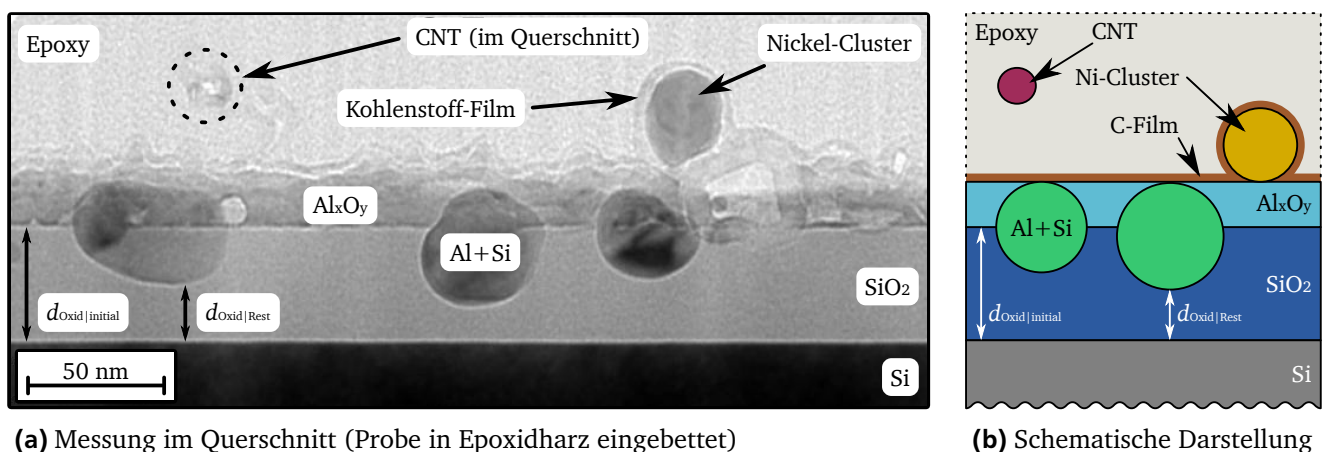 Epoxy
CNT (im Querschnitt)
Nickel-Cluster
Kohlenstoff-Film
AlxOy
Al+Si
SiO2
dOxid|initial
dOxid|Rest
50 nm
Si
(a) Messung im Querschnitt (Probe in Epoxidharz eingebettet)
Epoxy
CNT
Ni-Cluster
C-Film
AlxOy
Al+Si
SiO2
dOxid|initial
dOxid|Rest
Si
(b) Schematische Darstellung